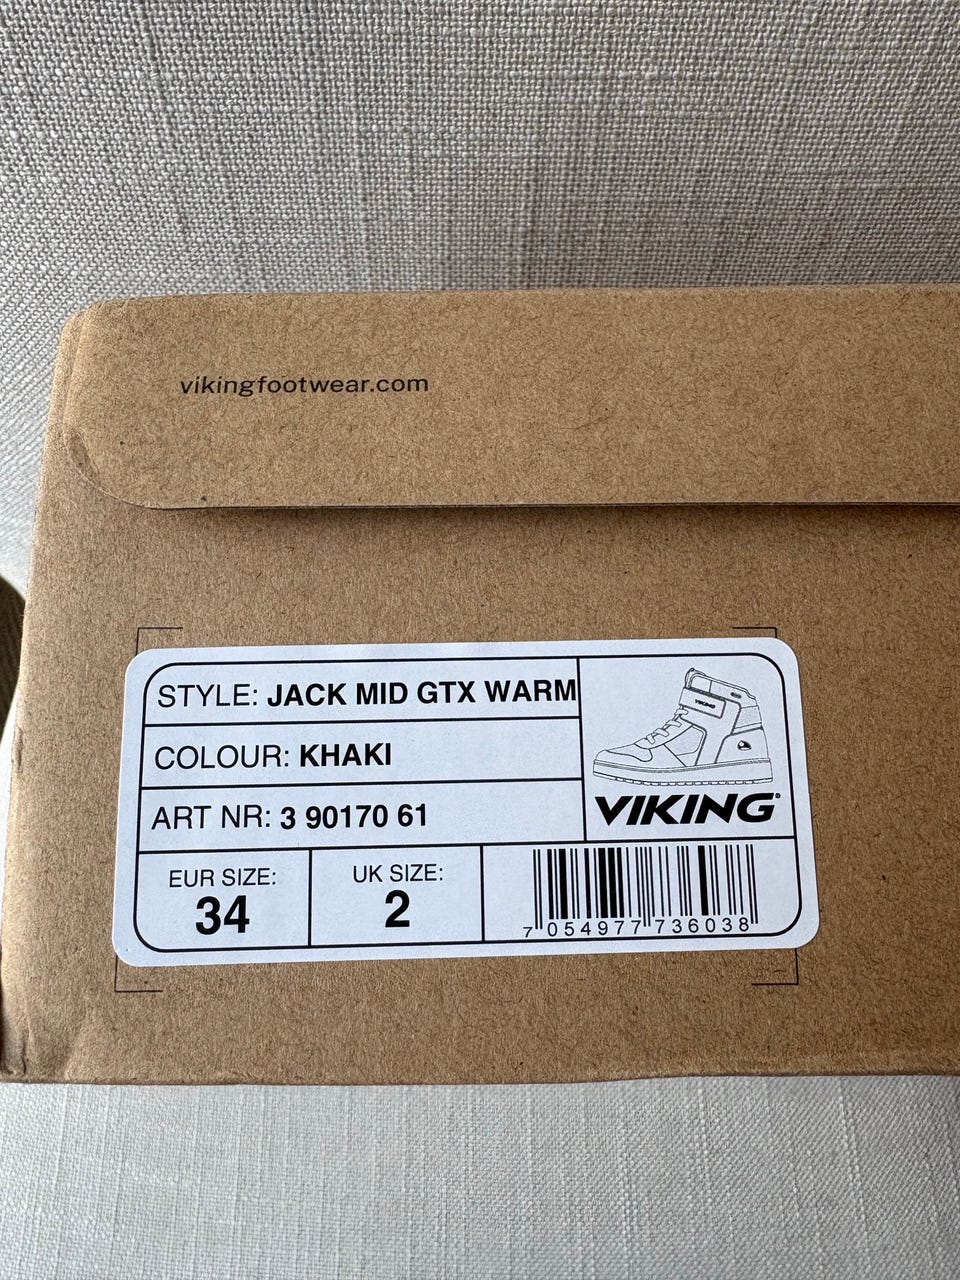 vikingfootwear.com
STYLE: JACK MID GTX WARM
COLOUR: KHAKI
ART NR: 3 90170 61
VIKING
VIKING®
EUR SIZE:
34
UK SIZE:
2
7 054977 736038